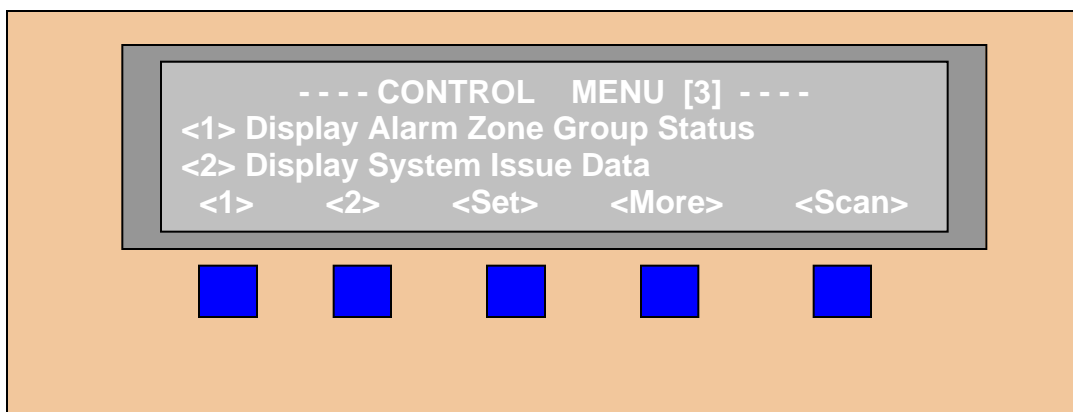 - - - - CONTROL MENU [3] - - - -
<1> Display Alarm Zone Group Status
<2> Display System Issue Data
<1> <2> <Set> <More> <Scan>